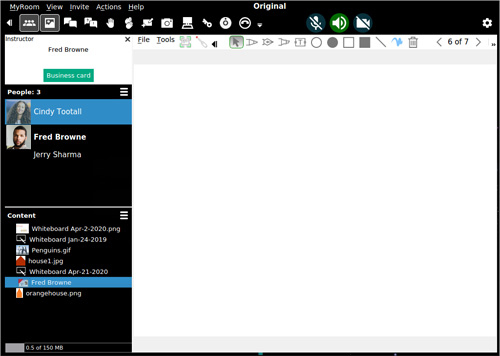 Original
MyRoom View Invite Actions Help
Instructor
Fred Browne
Business card
People: 3
Cindy Tootall
Fred Browne
Jerry Sharma
Content
Whiteboard Apr-2-2020.png
Whiteboard Jan-24-2019
Penguins.gif
house1.jpg
Whiteboard Apr-21-2020
Fred Browne
orangehouse.png
0.5 of 150 MB
File Tools
6 of 7